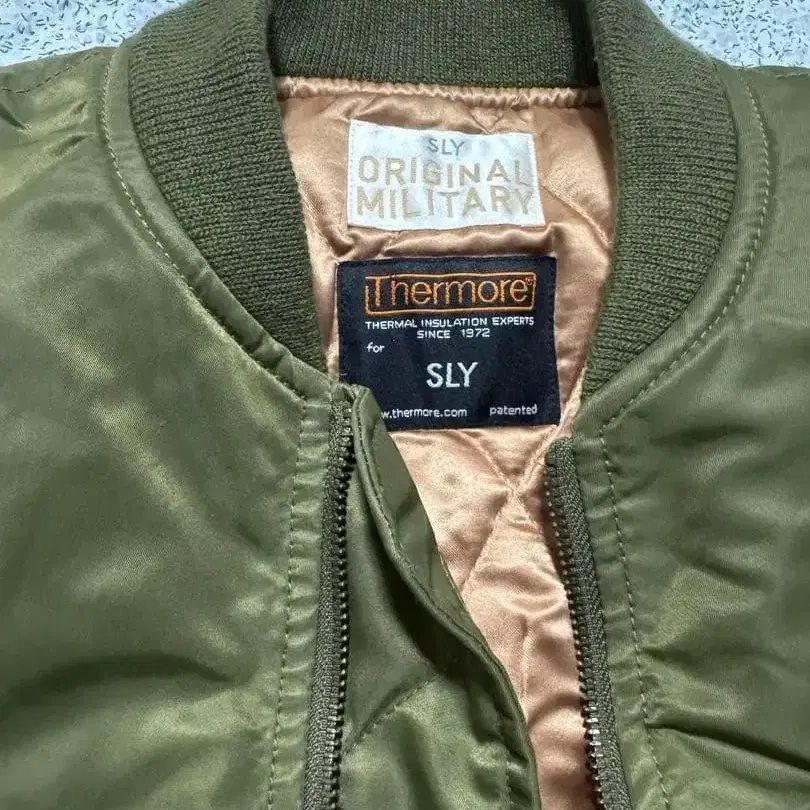 SLY
ORIGINAL
MILITARY
Thermore®
THERMAL INSULATION EXPERTS
SINCE 1972
for
SLY
w.thermore.com patented